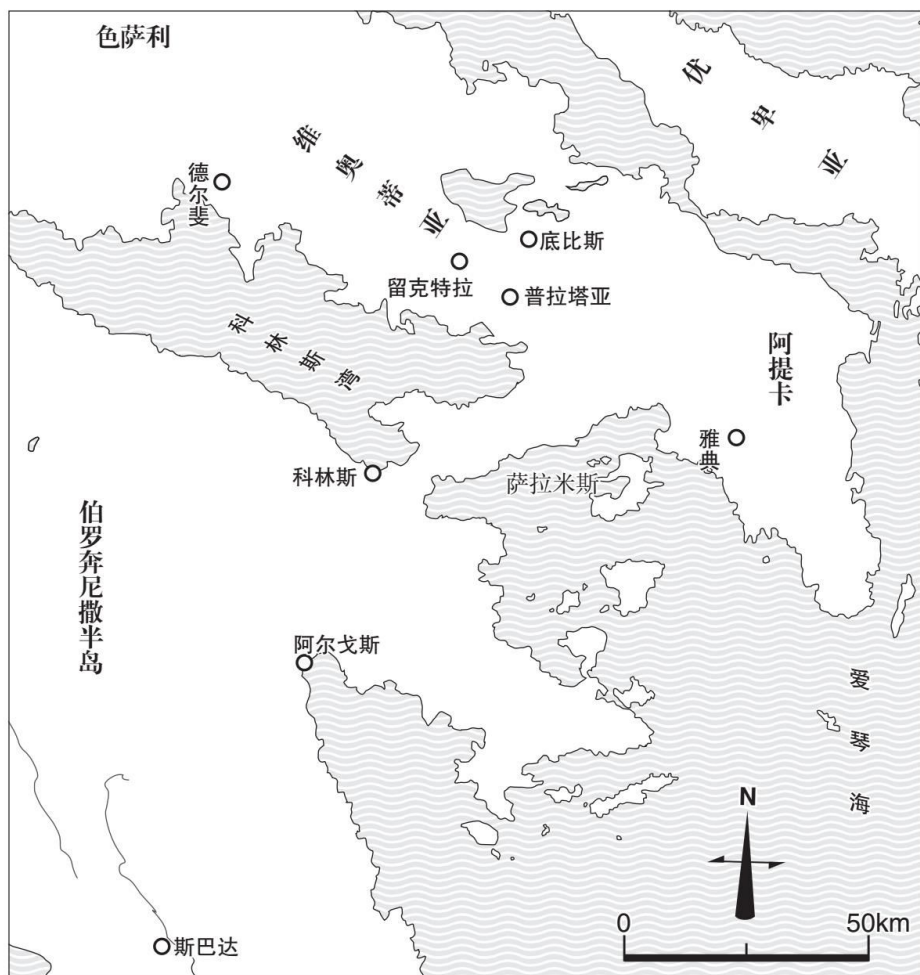 色萨利
优卑亚
维奥蒂亚
德尔斐
底比斯
留克特拉
普拉塔亚
科林斯湾
阿提卡
雅典
科林斯
萨拉米斯
伯罗奔尼撒半岛
阿尔戈斯
爱琴海
N
0
50km
斯巴达